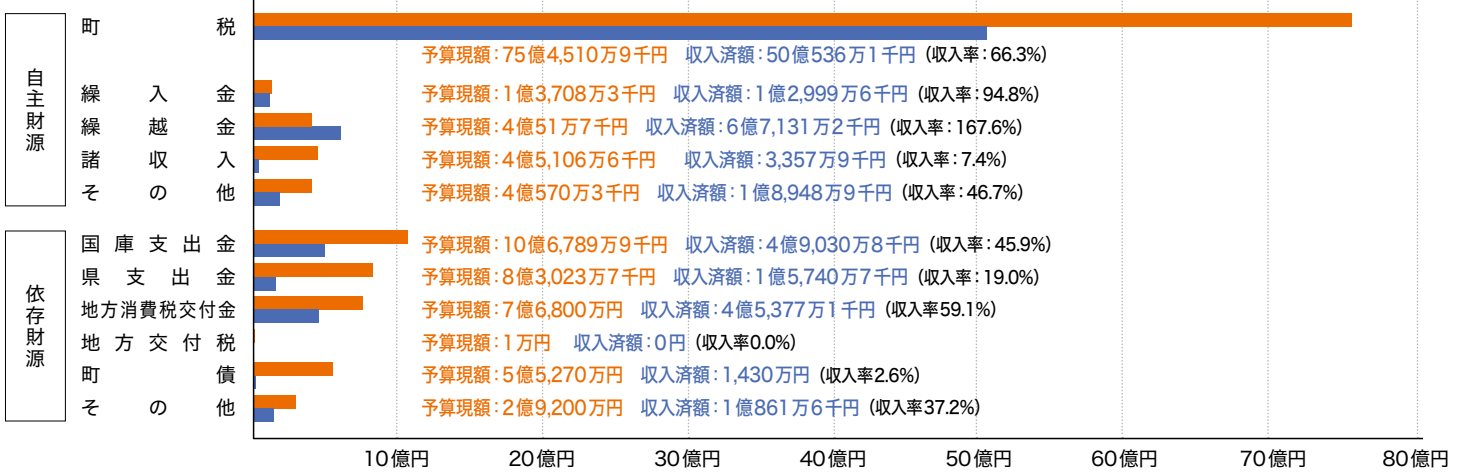 自主財源
町税
予算現額：75億4,510万9千円 収入済額：50億536万1千円（収入率：66.3%）
繰入金 予算現額：1億3,708万3千円 収入済額：1億2,999万6千円（収入率：94.8%）
繰越金 予算現額：4億51万7千円 収入済額：6億7,131万2千円（収入率：167.6%）
諸収入 予算現額：4億5,106万6千円 収入済額：3,357万9千円（収入率：7.4%）
その他 予算現額：4億570万3千円 収入済額：1億8,948万9千円（収入率：46.7%）
依存財源
国庫支出金 予算現額：10億6,789万9千円 収入済額：4億9,030万8千円（収入率：45.9%）
県支出金 予算現額：8億3,023万7千円 収入済額：1億5,740万7千円（収入率：19.0%）
地方消費税交付金 予算現額：7億6,800万円 収入済額：4億5,377万1千円（収入率59.1%）
地方交付税 予算現額：1万円 収入済額：0円（収入率0.0%）
町債 予算現額：5億5,270万円 収入済額：1,430万円（収入率2.6%）
その他 予算現額：2億9,200万円 収入済額：1億861万6千円（収入率37.2%）
10億円 20億円 30億円 40億円 50億円 60億円 70億円 80億円